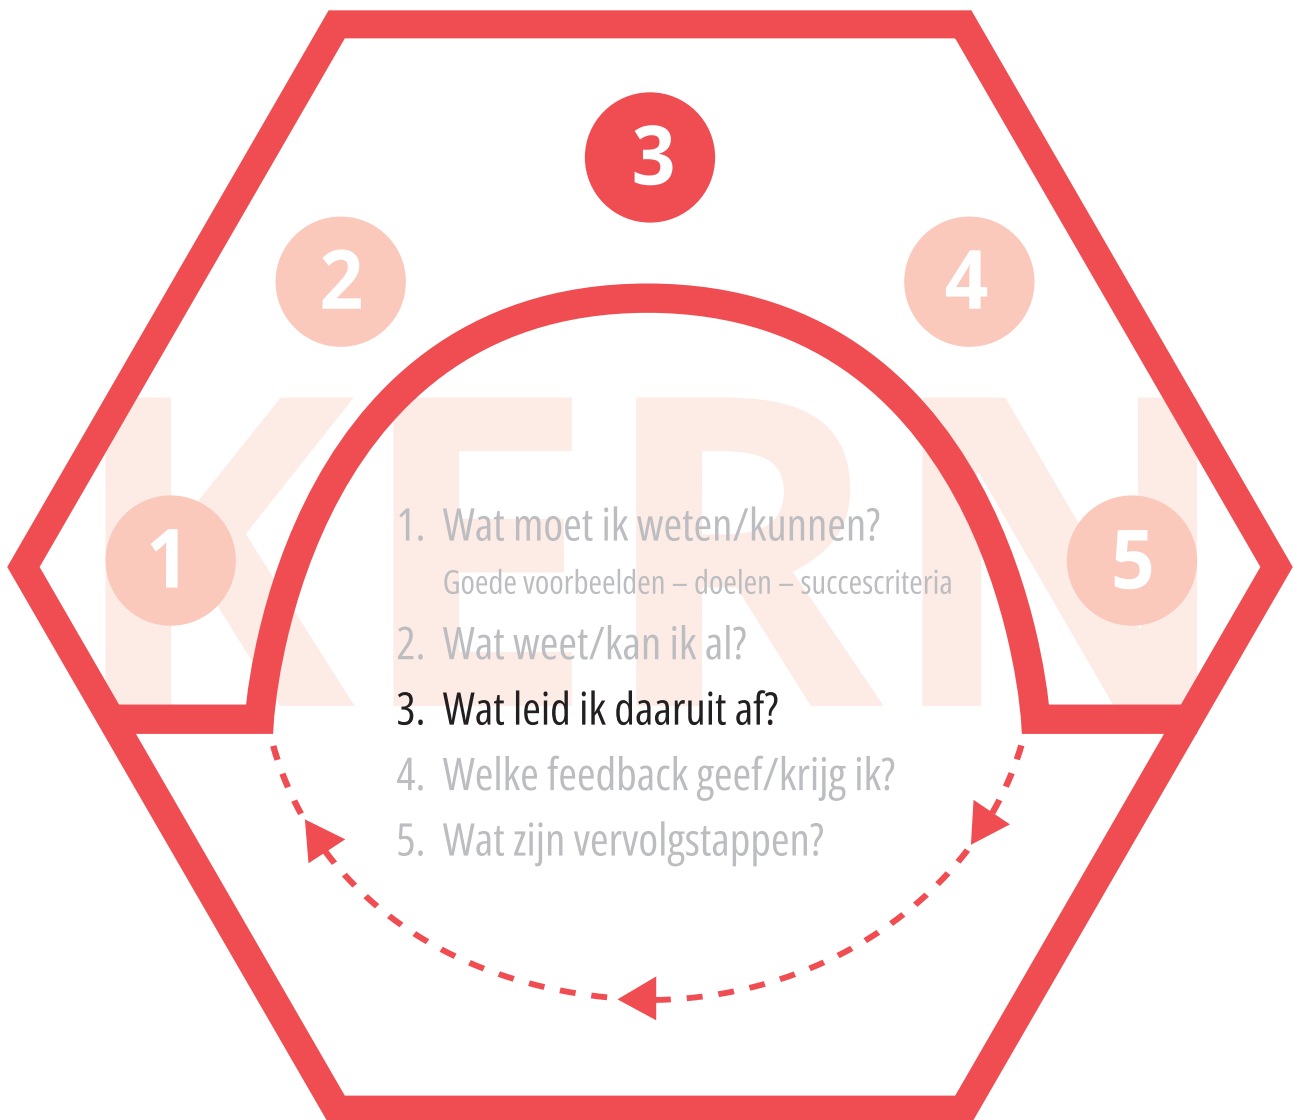 3
2
4
KERN
1
5
1. Wat moet ik weten/kunnen?
Goede voorbeelden – doelen – succescriteria
2. Wat weet/kan ik al?
3. Wat leid ik daaruit af?
4. Welke feedback geef/krijg ik?
5. Wat zijn vervolgstappen?